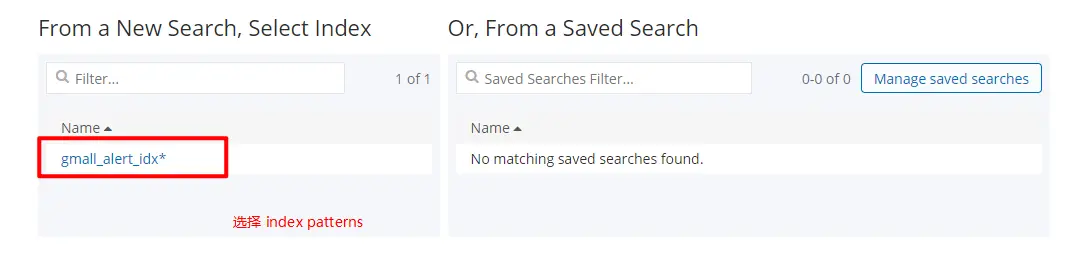 From a New Search, Select Index
Filter...
1 of 1
Name
gmall_alert_idx*
选择 index patterns
Or, From a Saved Search
Saved Searches Filter...
0-0 of 0
Manage saved searches
Name
No matching saved searches found.